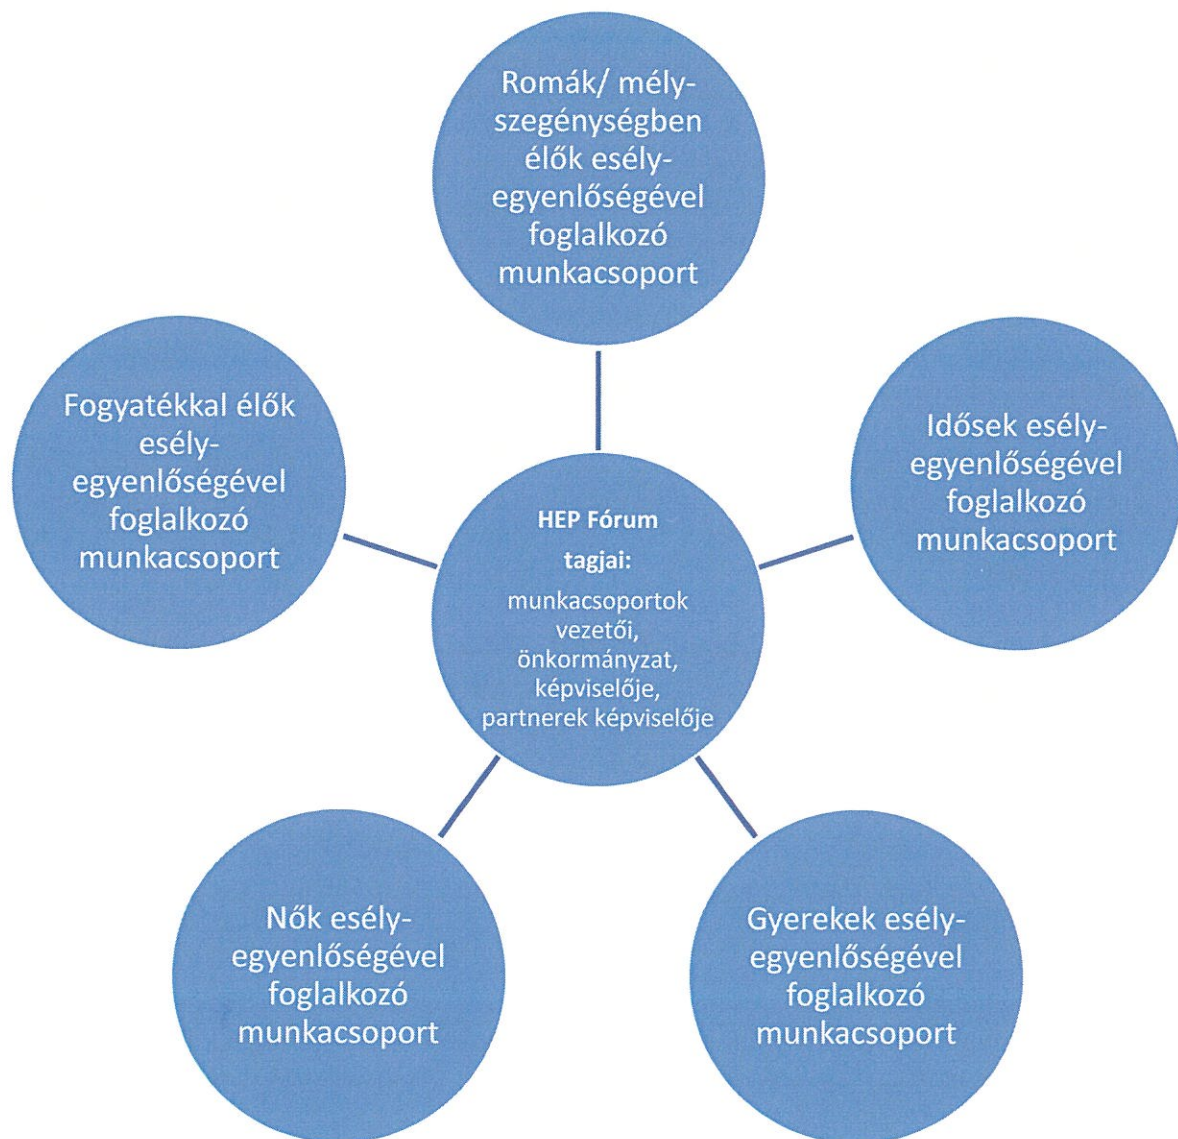 Romák/ mély-
szegénységben
élők esély-
egyenlőségével
foglalkozó
munkacsoport
Fogyatékkal élők
esély-
egyenlőségével
foglalkozó
munkacsoport
Idősek esély-
egyenlőségével
foglalkozó
munkacsoport
HEP Fórum
tagjai:
munkacsoportok
vezetői,
önkormányzat,
képviselője,
partnerek képviselője
Nők esély-
egyenlőségével
foglalkozó
munkacsoport
Gyerekek esély-
egyenlőségével
foglalkozó
munkacsoport